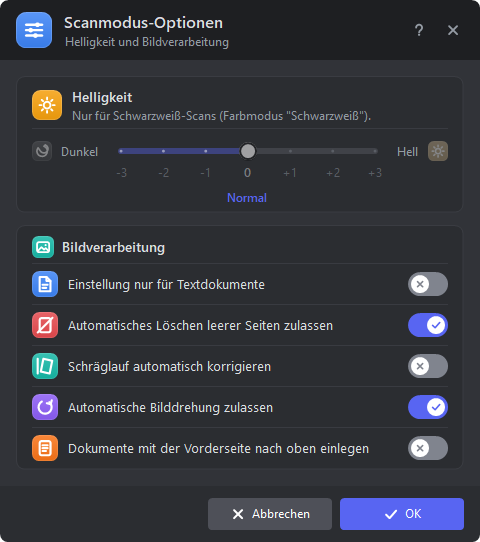 Scanmodus-Optionen
Helligkeit und Bildverarbeitung
?
Helligkeit
Nur für Schwarzweiß-Scans (Farbmodus "Schwarzweiß").
Dunkel
Hell
-3 -2 -1 0 +1 +2 +3
Normal
Bildverarbeitung
Einstellung nur für Textdokumente
Automatisches Löschen leerer Seiten zulassen
Schräglauf automatisch korrigieren
Automatische Bilddrehung zulassen
Dokumente mit der Vorderseite nach oben einlegen
Abbrechen
OK